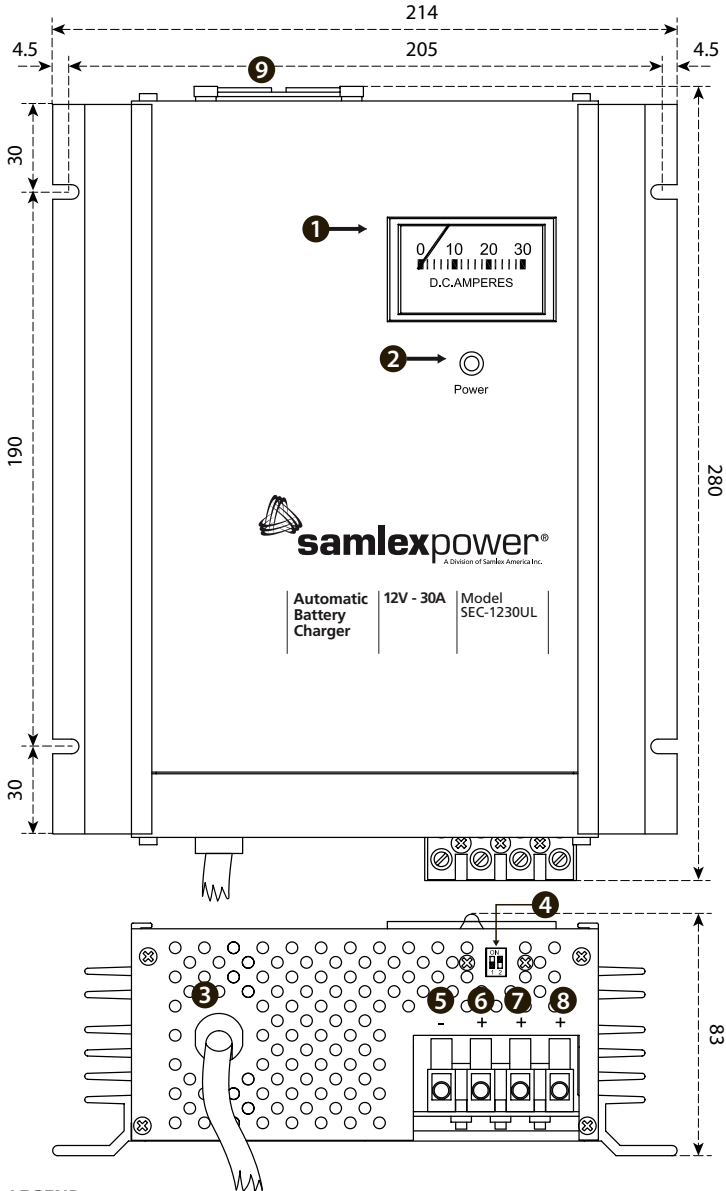 214
4.5 205 4.5
9
30
1
0 10 20 30
D.C.AMPERES
2
Power
190
280
samlexpower®
A Division of Samlex America Inc.
Automatic Battery Charger
12V - 30A
Model SEC-1230UL
30
4
ON
1 2
3
5 6 7 8
- + + +
83
LEGEND